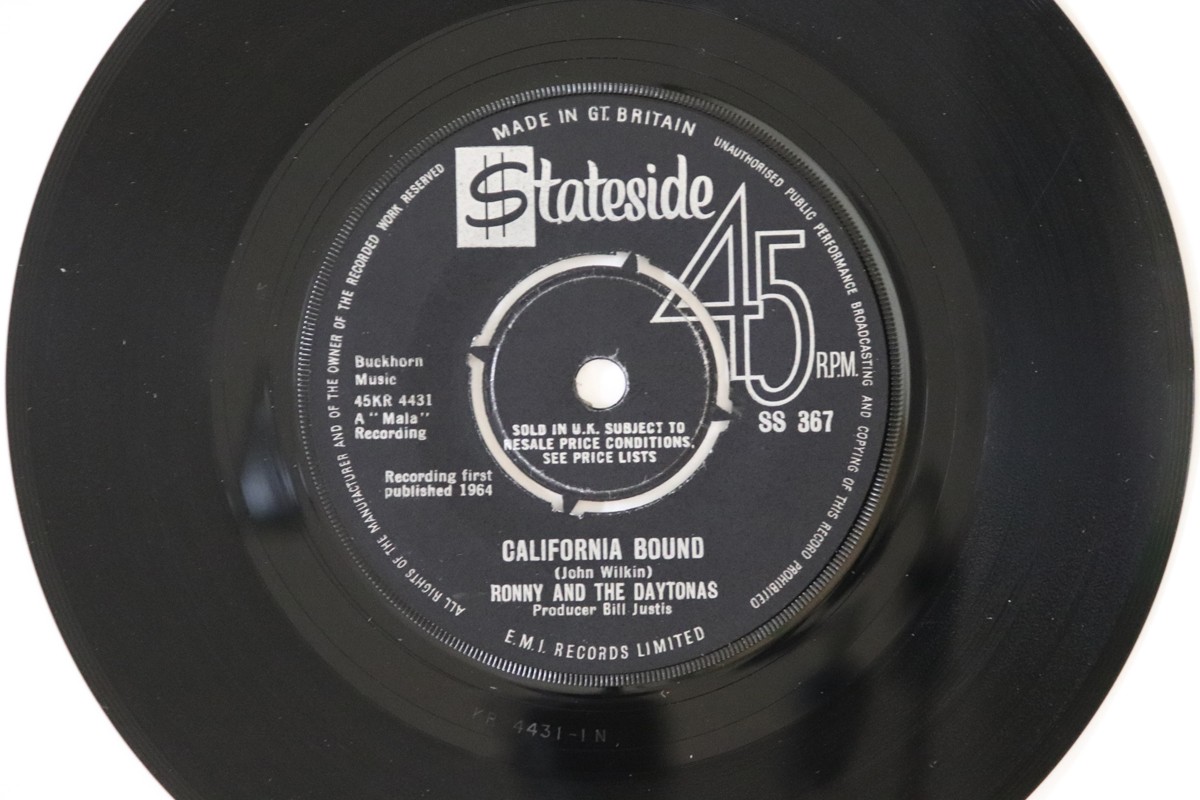 MADE IN GT. BRITAIN
$tateside
45
R.P.M.
SS 367
UNAUTHORISED PUBLIC PERFORMANCE BROADCASTING AND COPYING OF THIS RECORD PROHIBITED
ALL RIGHTS OF THE MANUFACTURER AND OF THE OWNER OF THE RECORDED WORK RESERVED
Buckhorn
Music
45KR 4431
A "Mala"
Recording
Recording first
published 1964
SOLD IN U.K. SUBJECT TO
RESALE PRICE CONDITIONS,
SEE PRICE LISTS
CALIFORNIA BOUND
(John Wilkin)
RONNY AND THE DAYTONAS
Producer Bill Justis
E.M.I. RECORDS LIMITED
KR 4431-1N